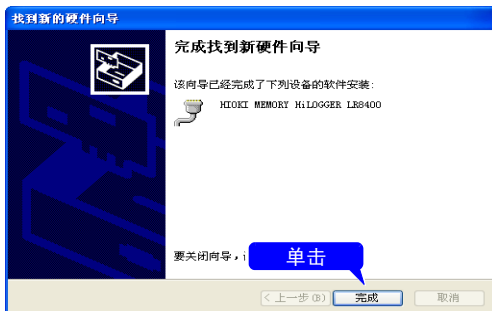 找到新的硬件向导
完成找到新硬件向导
该向导已经完成了下列设备的软件安装:
HIOKI MEMORY HiLOGGER LR8400
要关闭向导，
单击
<上一步(B)
完成
取消